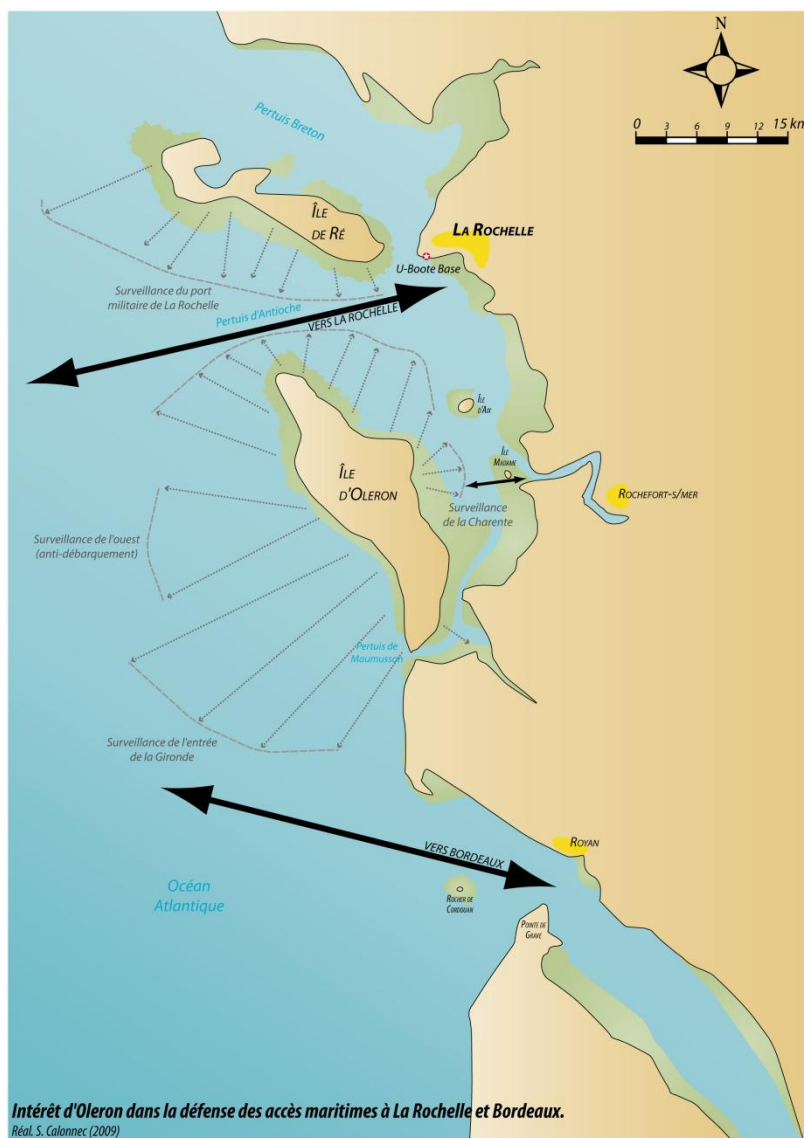 N
0 3 6 9 12 15 km
Pertuis Breton
ÎLE
DE RÉ
LA ROCHELLE
U-Boote Base
Surveillance du port
militaire de La Rochelle
Pertuis d'Antioche
VERS LA ROCHELLE
ÎLE
D'AIX
ÎLE
MADAME
ÎLE
D'OLERON
ROCHEFORT-S/MER
Surveillance
de la Charente
Surveillance de l'ouest
(anti-débarquement)
Pertuis de
Maumusson
Surveillance de l'entrée
de la Gironde
VERS BORDEAUX
ROYAN
Océan
Atlantique
ROCHER DE
CORDOUAN
POINTE DE
GRAVE
Intérêt d'Oleron dans la défense des accès maritimes à La Rochelle et Bordeaux.
Réal. S. Calonnec (2009)